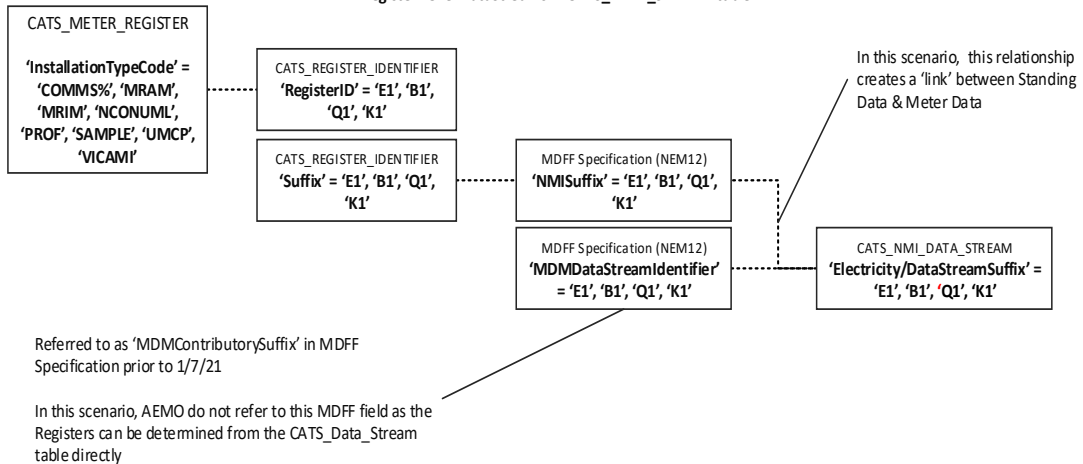 CATS_METER_REGISTER
‘InstallationTypeCode’ =
‘COMMS%’, ‘MRAM’,
‘MRIM’, ‘NCONUML’,
‘PROF’, ‘SAMPLE’, ‘UMCP’,
‘VICAMI’
CATS_REGISTER_IDENTIFIER
‘RegisterID’ = ‘E1’, ‘B1’,
‘Q1’, ‘K1’
CATS_REGISTER_IDENTIFIER
‘Suffix’ = ‘E1’, ‘B1’, ‘Q1’,
‘K1’
MDFF Specification (NEM12)
‘NMISuffix’ = ‘E1’, ‘B1’, ‘Q1’,
‘K1’
MDFF Specification (NEM12)
‘MDMDataStreamIdentifier’
= ‘E1’, ‘B1’, ‘Q1’, ‘K1’
In this scenario, this relationship
creates a ‘link’ between Standing
Data & Meter Data
CATS_NMI_DATA_STREAM
‘Electricity/DataStreamSuffix’ =
‘E1’, ‘B1’, ‘Q1’, ‘K1’
Referred to as ‘MDMContributorySuffix’ in MDFF
Specification prior to 1/7/21
In this scenario, AEMO do not refer to this MDFF field as the
Registers can be determined from the CATS_Data_Stream
table directly